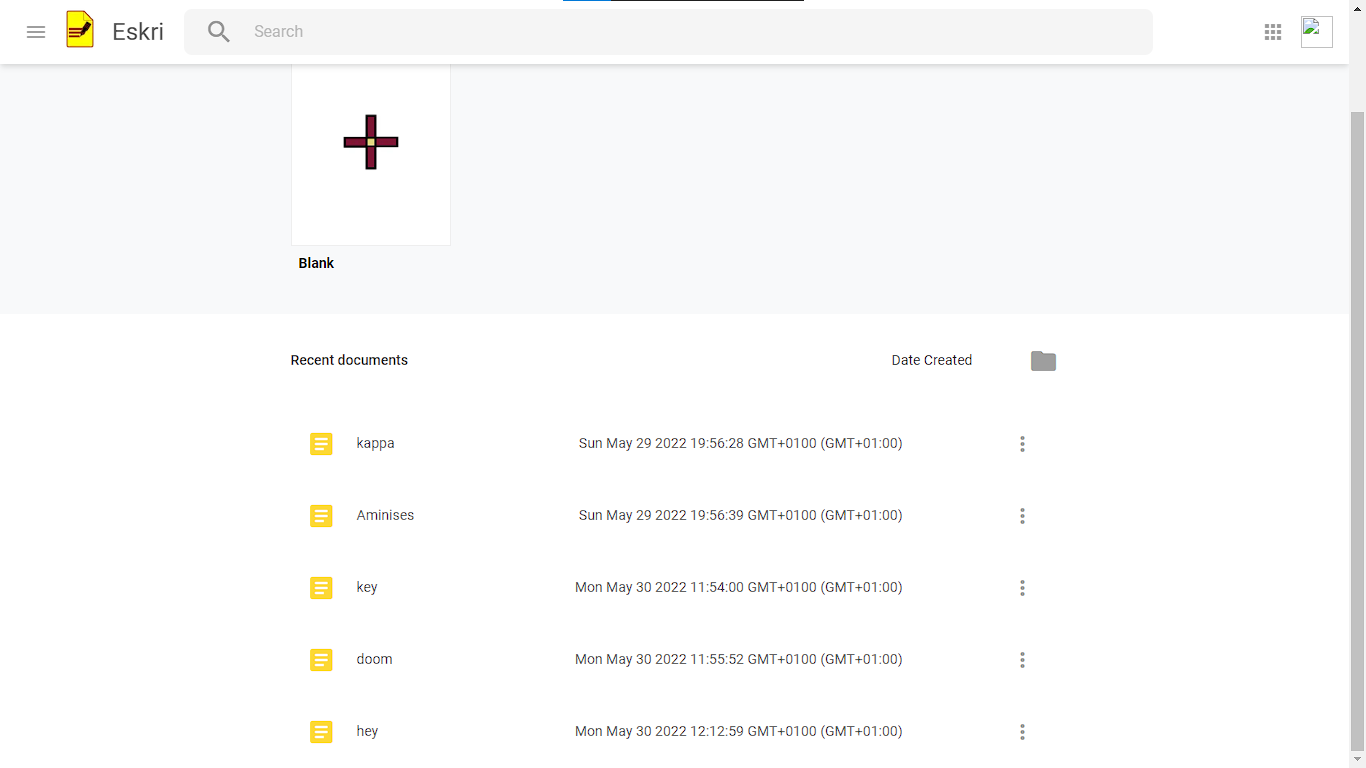 Eskri
Search
Blank
Recent documents Date Created
kappa Sun May 29 2022 19:56:28 GMT+0100 (GMT+01:00)
Aminises Sun May 29 2022 19:56:39 GMT+0100 (GMT+01:00)
key Mon May 30 2022 11:54:00 GMT+0100 (GMT+01:00)
doom Mon May 30 2022 11:55:52 GMT+0100 (GMT+01:00)
hey Mon May 30 2022 12:12:59 GMT+0100 (GMT+01:00)